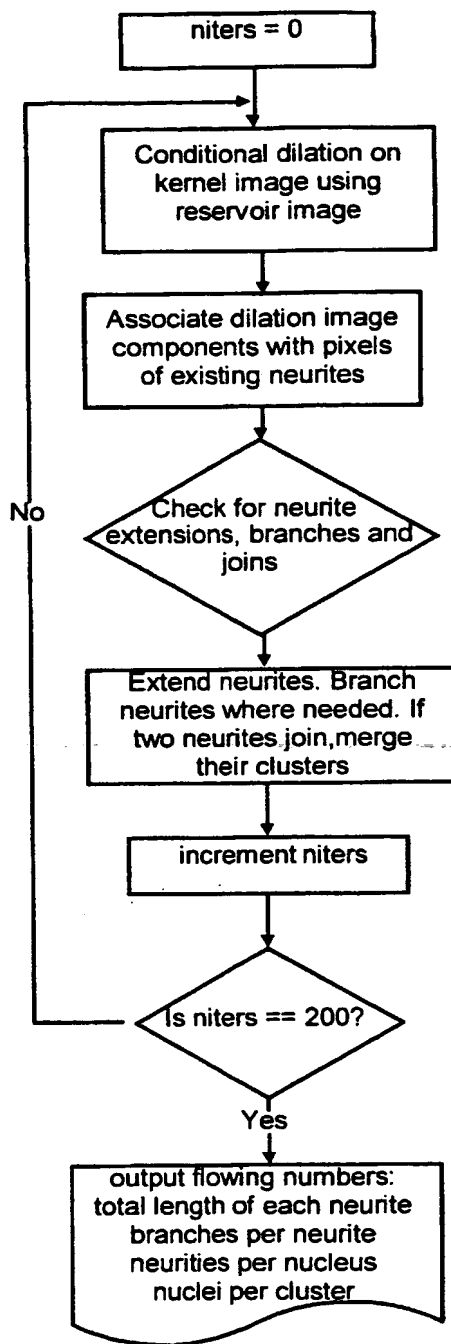 niters = 0
Conditional dilation on
kernel image using
reservoir image
Associate dilation image
components with pixels
of existing neurites
Check for neurite
extensions, branches and
joins
No
Extend neurites. Branch
neurites where needed. If
two neurites join,merge
their clusters
increment niters
Is niters == 200?
Yes
output flowing numbers:
total length of each neurite
branches per neurite
neurities per nucleus
nuclei per cluster